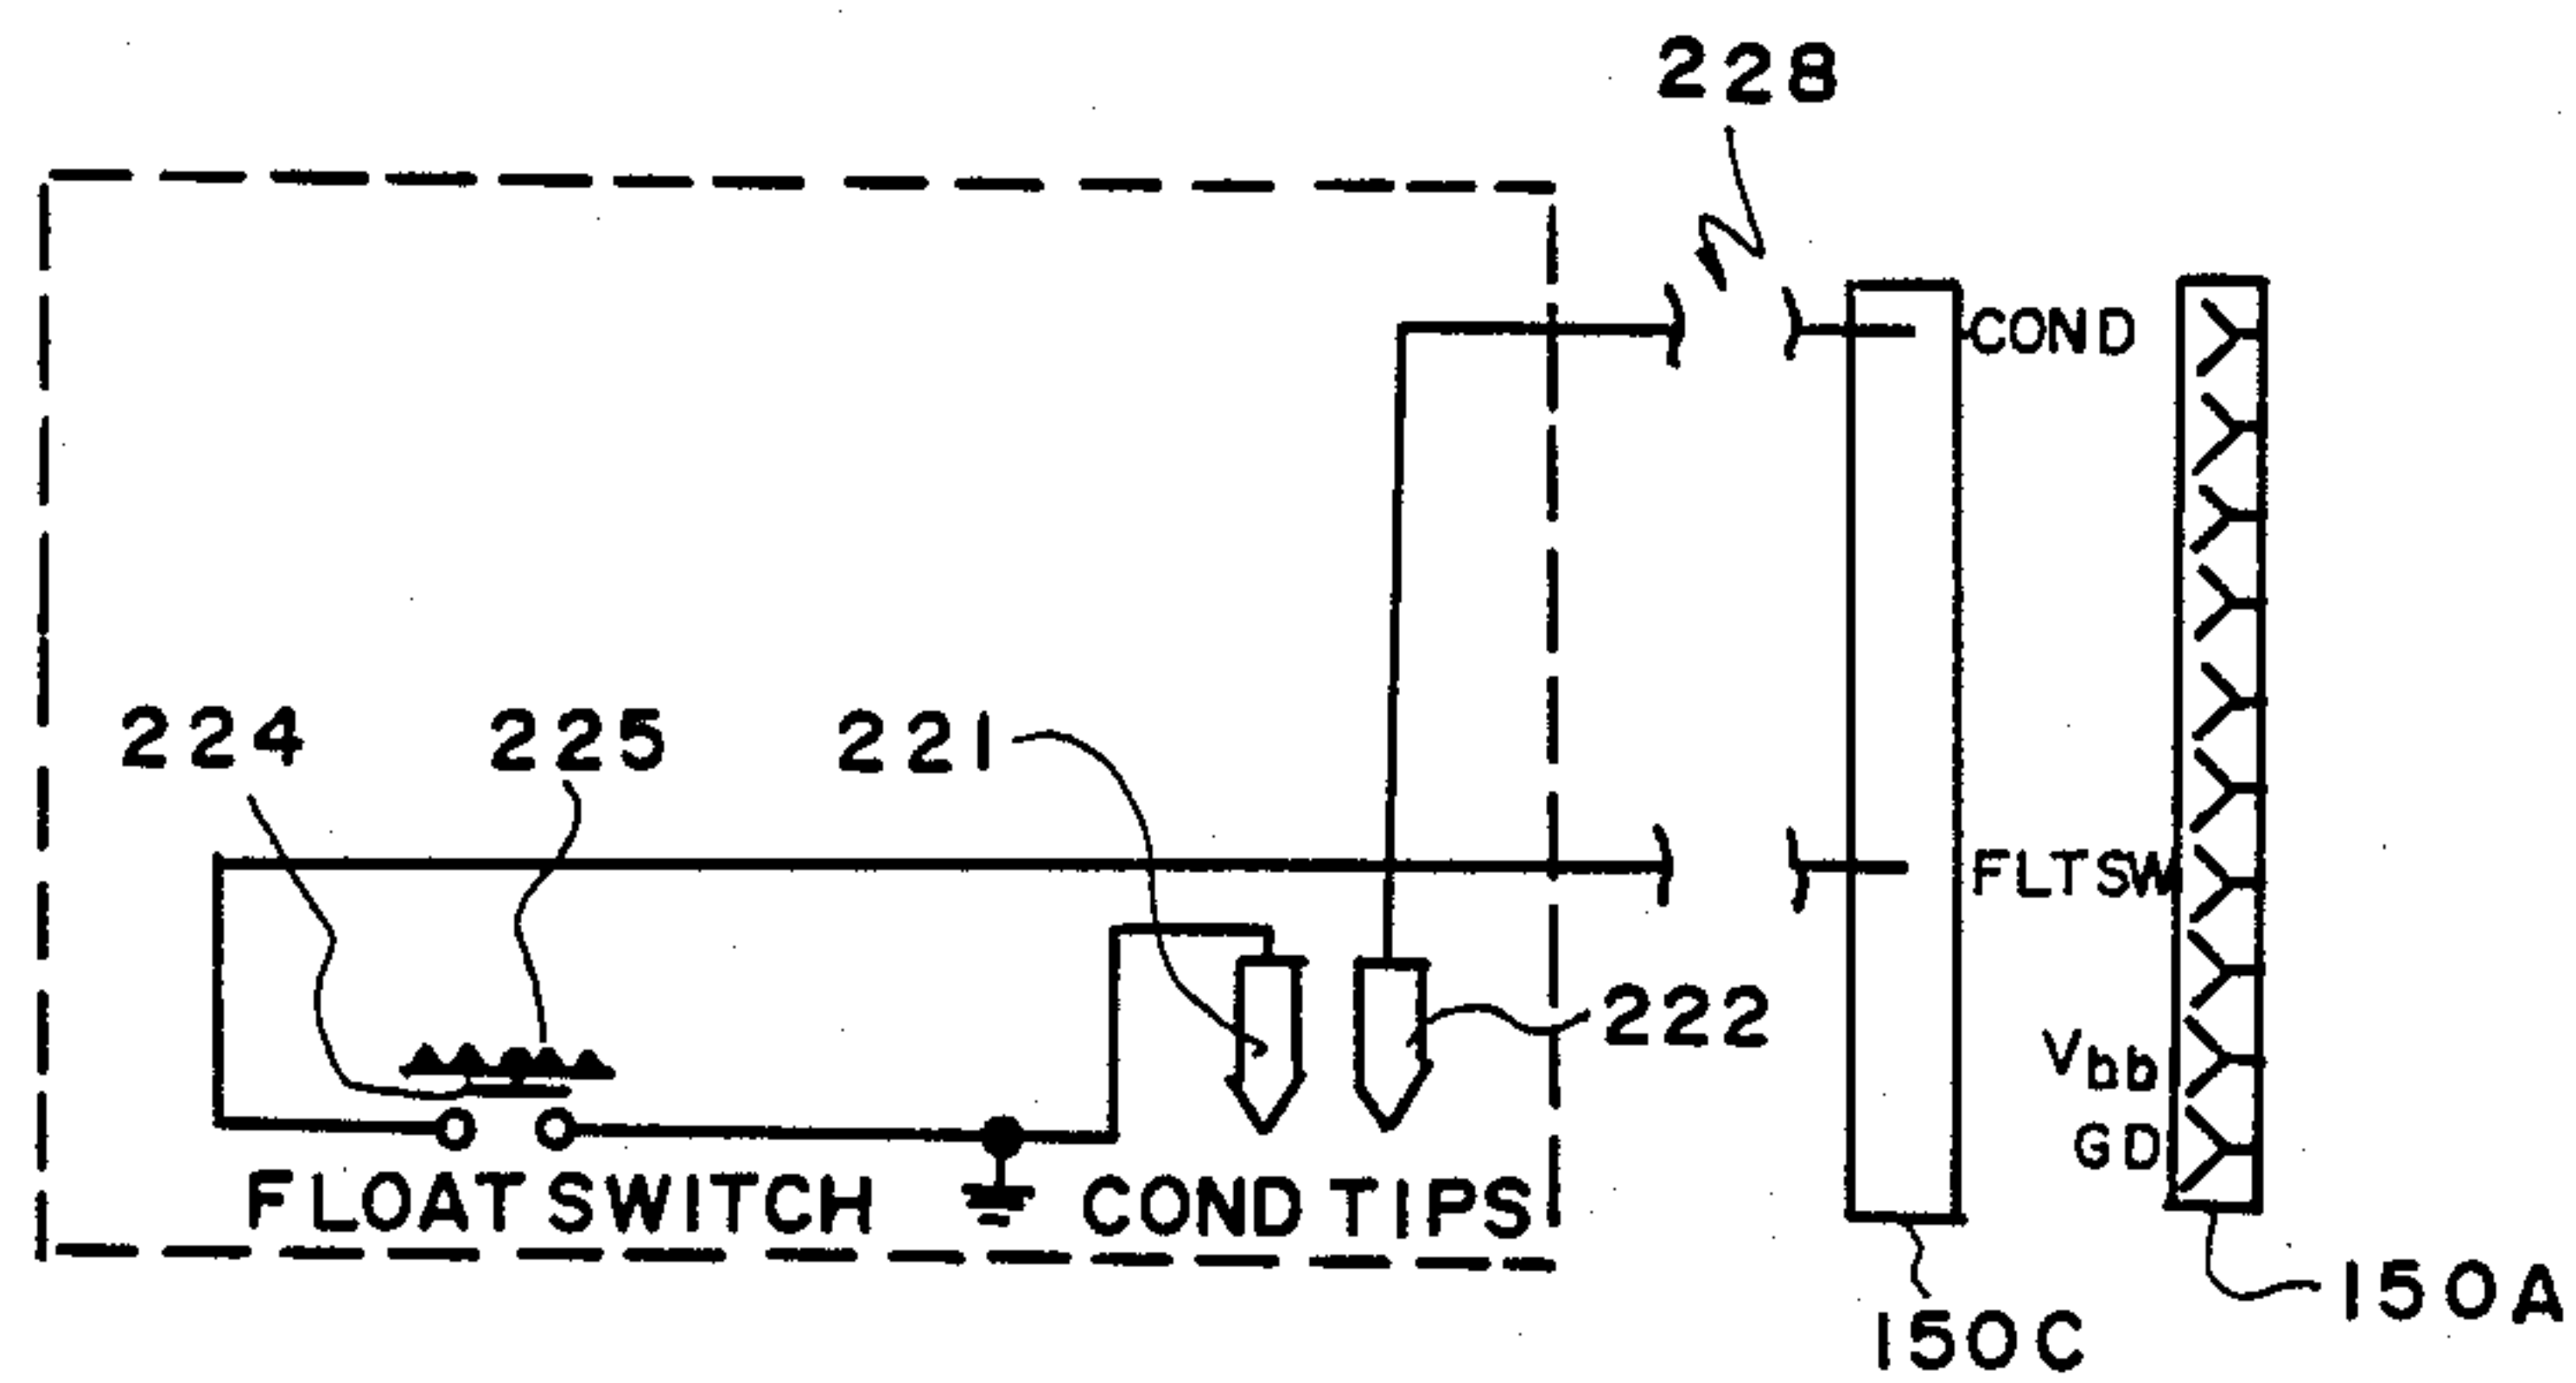 228
COND
224
225
221
FLTSW
222
Vbb
GD
FLOAT SWITCH
COND TIPS
150A
150C